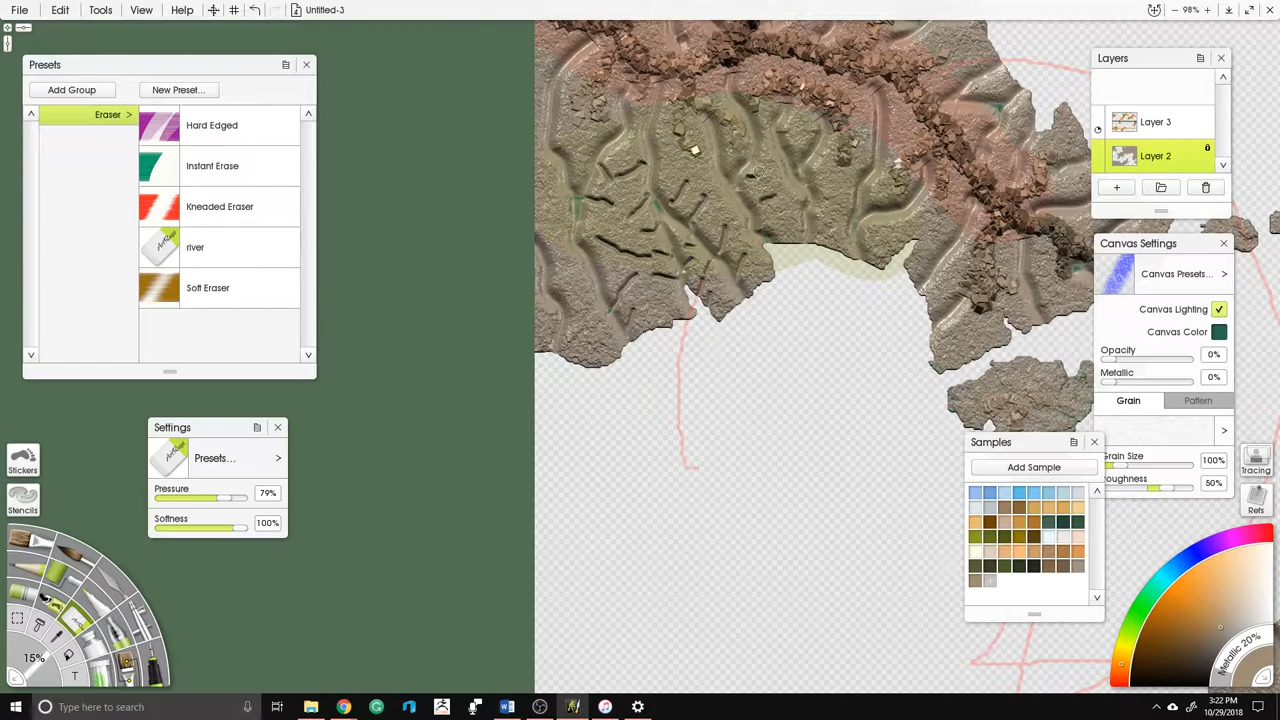 File Edit Tools View Help Untitled-3 98%
Presets
Add Group New Preset...
Eraser >
Hard Edged
Instant Erase
Kneaded Eraser
river
Soft Eraser
Settings
Presets... >
Pressure 79%
Softness 100%
Stickers
Stencils
15%
T
Layers
Layer 3
Layer 2
Canvas Settings
Canvas Presets... >
Canvas Lighting
Canvas Color
Opacity 0%
Metallic 0%
Grain Pattern
Grain Size 100%
Roughness 50%
Samples
Add Sample
Tracing
Refs
Metallic 20%
Type here to search
3:22 PM
10/29/2018